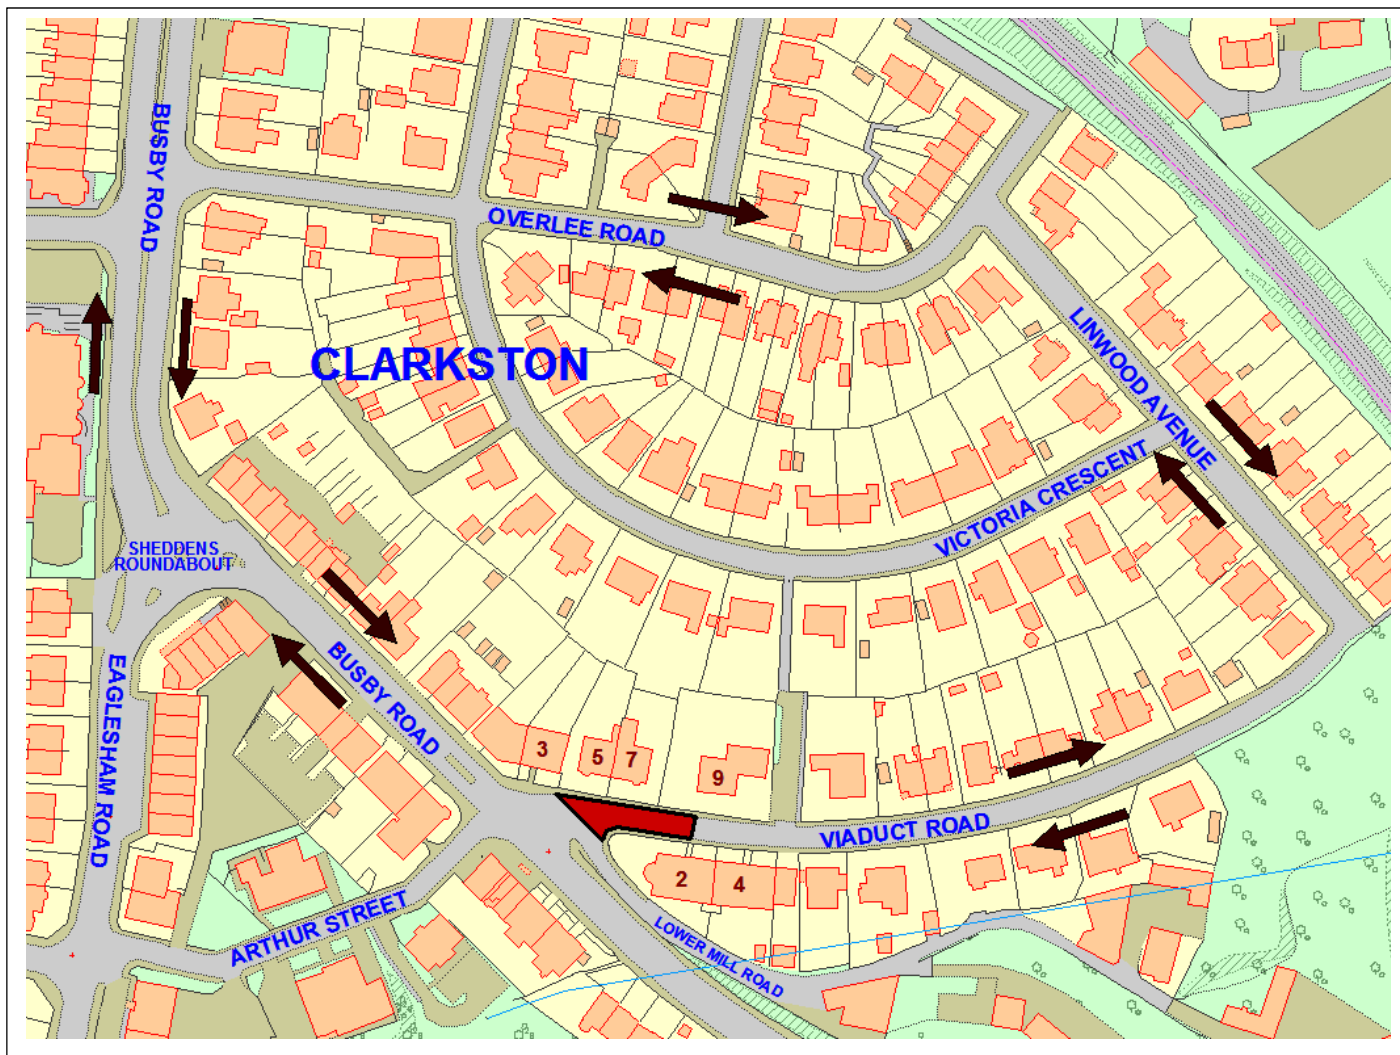 BUSBY ROAD
OVERLEE ROAD
CLARKSTON
LINWOOD AVENUE
VICTORIA CRESCENT
SHEDDENS
ROUNDABOUT
BUSBY ROAD
EAGLESHAM ROAD
3
5
7
9
VIADUCT ROAD
2
4
ARTHUR STREET
LOWER MILL ROAD